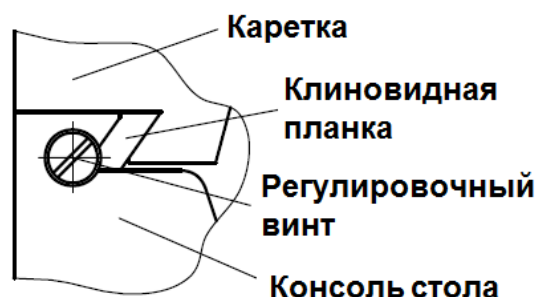 Каретка
Клиновидная
планка
Регулировочный
винт
Консоль стола